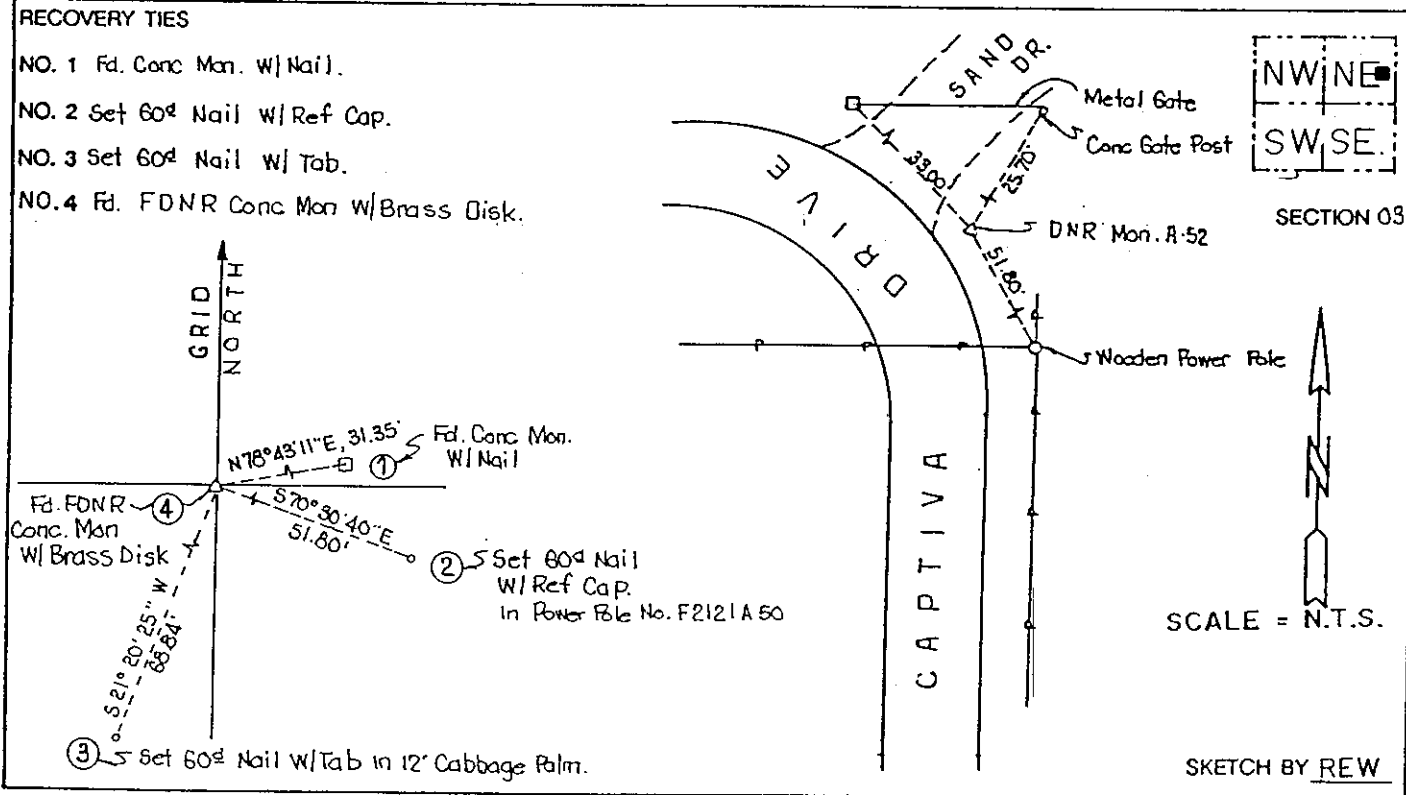 RECOVERY TIES
NO. 1 Fd. Conc Mon. W/Nail.
NO. 2 Set 60d Nail W/Ref Cap.
NO. 3 Set 60d Nail W/ Tab.
NO. 4 Fd. FDNR Conc Mon W/Brass Disk.
GRID
NORTH
N78°43'11"E, 31.35'
1
Fd. Conc Mon.
W/Nail
Fd. FDNR
Conc. Mon
W/Brass Disk
4
S70°30'40"E
51.80'
2
Set 60d Nail
W/Ref Cap.
in Power Pole No. F2121A50
S21°20'25"W
68.84'
3
Set 60d Nail W/Tab in 12" Cabbage Palm.
SAND
DR.
Metal Gate
Conc Gate Post
33.00'
25.70'
DNR Mon. A-52
51.80'
P
P
P
Wooden Power Pole
CAPTIVA
DRIVE
NW NE
SW SE.
SECTION 03
N
SCALE = N.T.S.
SKETCH BY REW